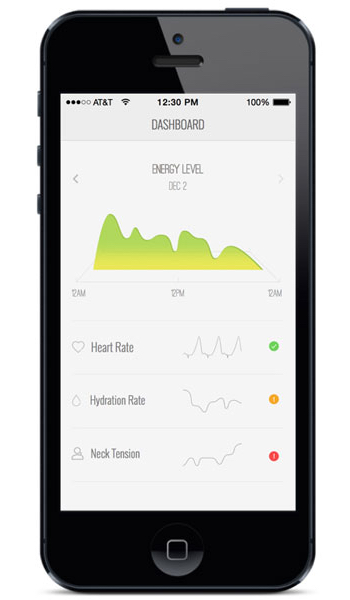 AT&T 12:30 PM 100%
DASHBOARD
ENERGY LEVEL
DEC 2
12AM 12PM 12AM
Heart Rate
Hydration Rate
Neck Tension